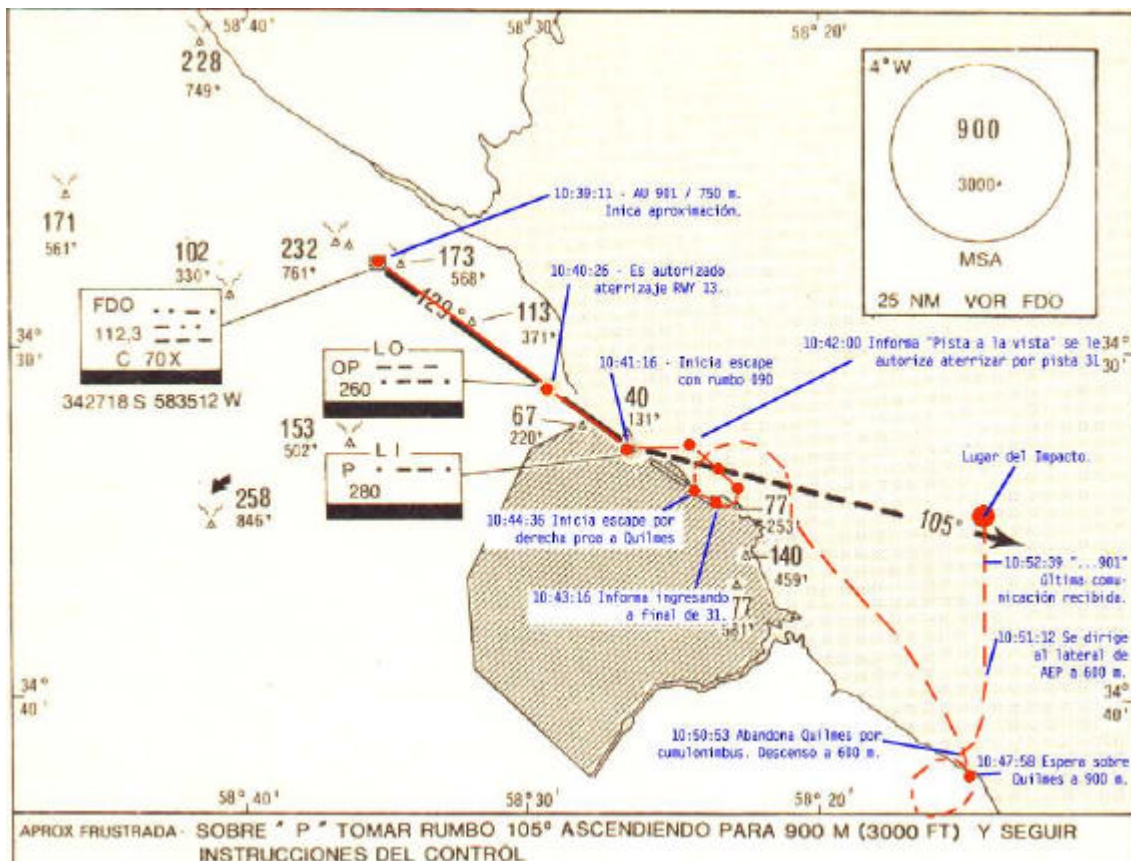 58° 40'
58° 30'
58° 20'
228
749'
4° W
900
3000'
MSA
25 NM VOR FDO
10:39:11 - AU 901 / 750 m.
Inica aproximación.
171
561'
102
330'
232
761'
173
568'
10:40:26 - Es autorizado
aterrizaje RWY 13.
FDO
112,3
C 70X
342718 S 583512 W
129°
113
371'
34°
30'
10:42:00 Informa "Pista a la vista" se le
autoriza aterrizar por pista 31
34°
30'
LO
OP
260
10:41:16 - Inicia escape
con rumbo 090
40
131'
67
220'
153
502'
LI
P
280
Lugar del Impacto.
258
846'
77
253'
105°
10:44:36 Inicia escape por
derecha proa a Quilmes
140
459'
10:52:39 "...901"
Última comu-
nicación recibida.
10:43:16 Informa ingresando
a final de 31.
10:51:12 Se dirige
al lateral de
AEP a 600 m.
34°
40'
34°
40'
10:50:53 Abandona Quilmes por
cumulonimbus. Descenso a 600 m.
10:47:58 Espera sobre
Quilmes a 900 m.
58° 40'
58° 30'
58° 20'
APROX FRUSTRADA- SOBRE " P " TOMAR RUMBO 105º ASCENDIENDO PARA 900 M (3000 FT) Y SEGUIR
INSTRUCCIONES DEL CONTROL